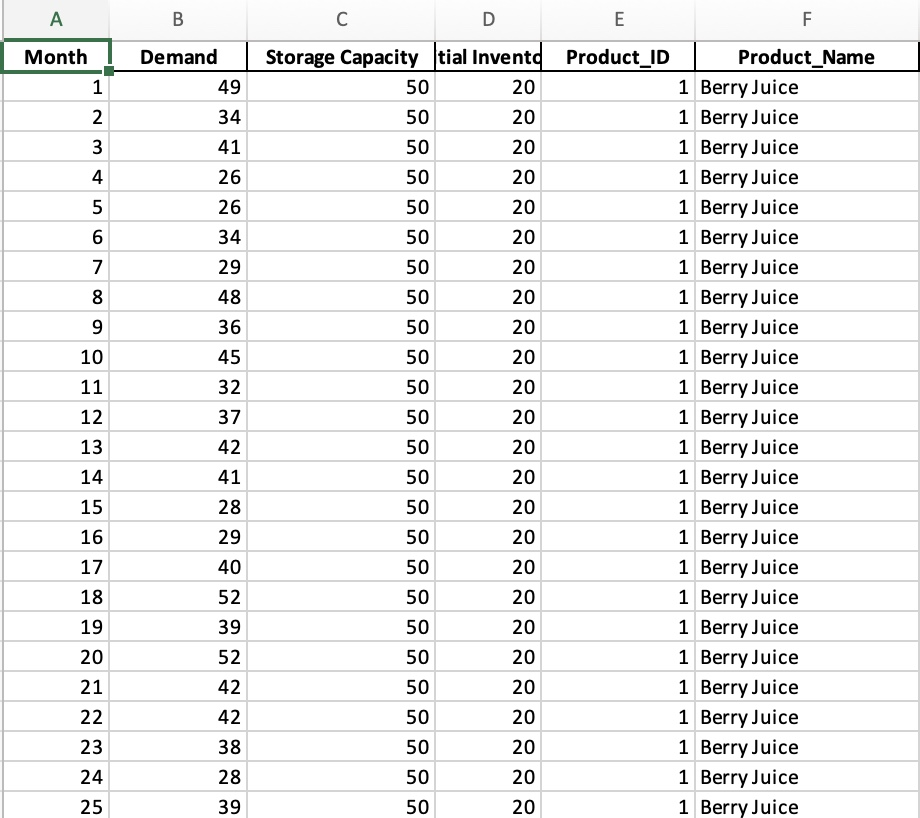 A B C D E F
Month Demand Storage Capacity tial Invento Product_ID Product_Name
1 49 50 20 1 Berry Juice
2 34 50 20 1 Berry Juice
3 41 50 20 1 Berry Juice
4 26 50 20 1 Berry Juice
5 26 50 20 1 Berry Juice
6 34 50 20 1 Berry Juice
7 29 50 20 1 Berry Juice
8 48 50 20 1 Berry Juice
9 36 50 20 1 Berry Juice
10 45 50 20 1 Berry Juice
11 32 50 20 1 Berry Juice
12 37 50 20 1 Berry Juice
13 42 50 20 1 Berry Juice
14 41 50 20 1 Berry Juice
15 28 50 20 1 Berry Juice
16 29 50 20 1 Berry Juice
17 40 50 20 1 Berry Juice
18 52 50 20 1 Berry Juice
19 39 50 20 1 Berry Juice
20 52 50 20 1 Berry Juice
21 42 50 20 1 Berry Juice
22 42 50 20 1 Berry Juice
23 38 50 20 1 Berry Juice
24 28 50 20 1 Berry Juice
25 39 50 20 1 Berry Juice